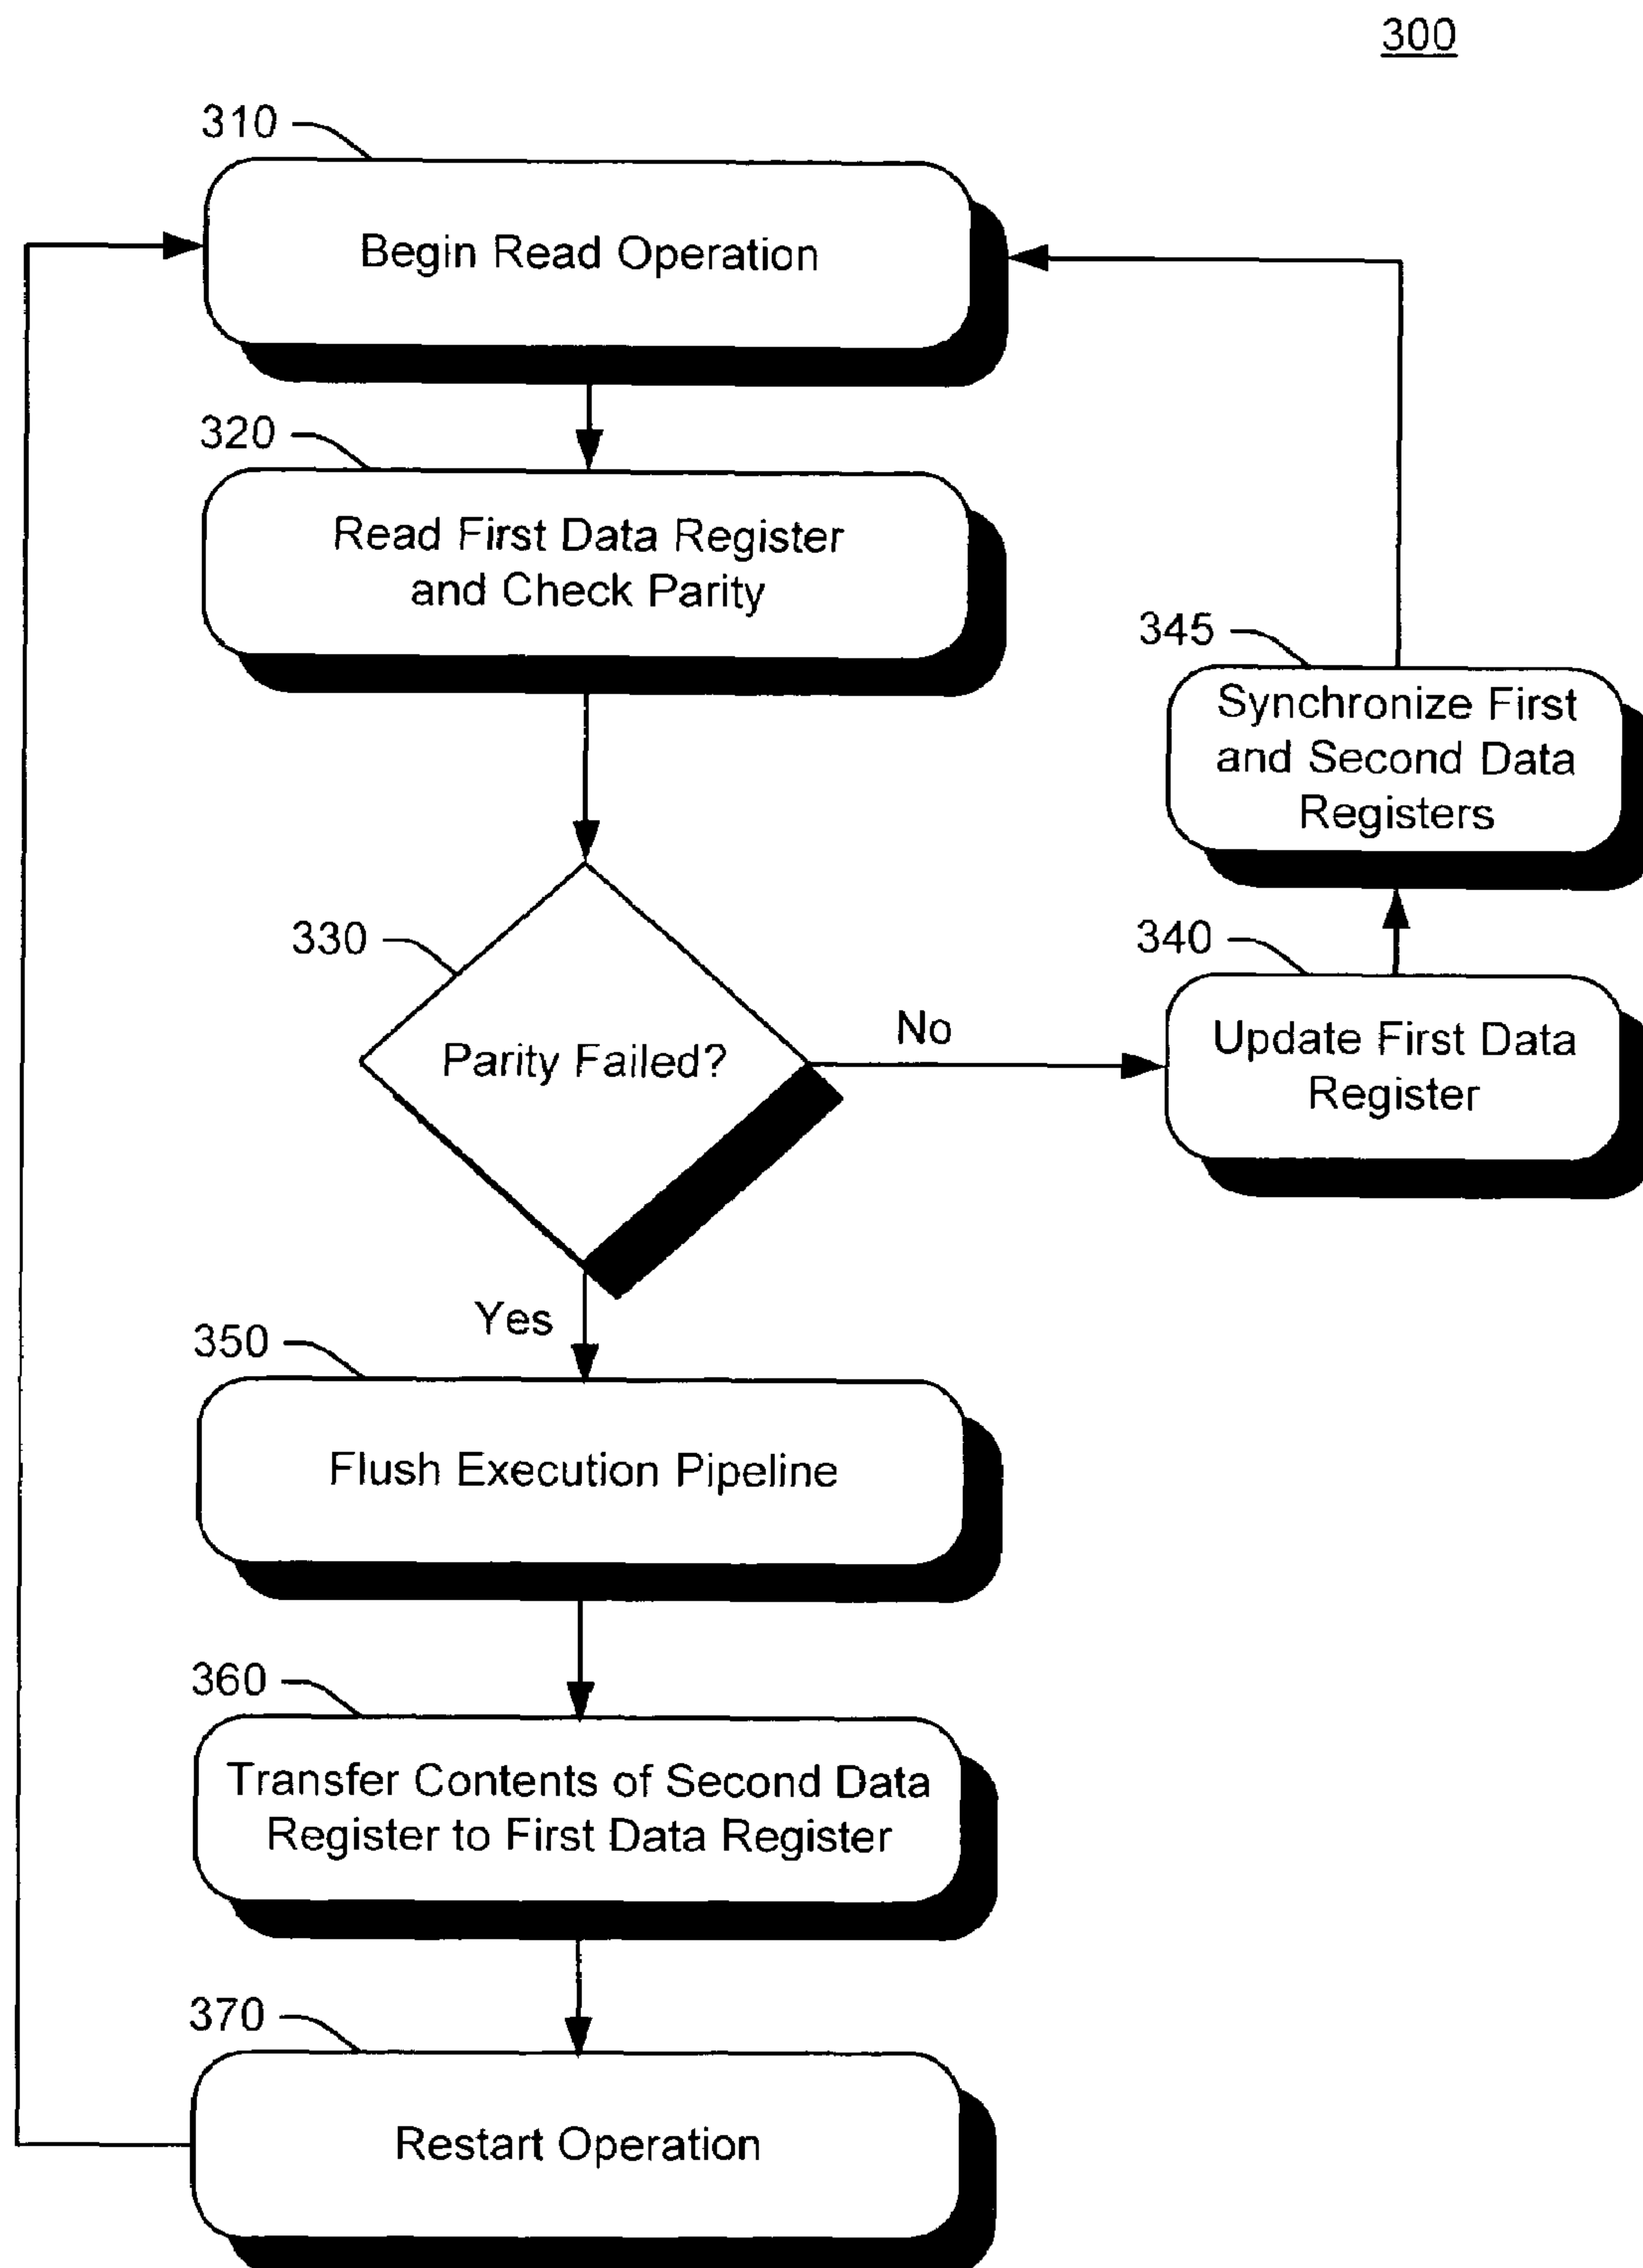 300
310
Begin Read Operation
320
Read First Data Register
and Check Parity
345
Synchronize First
and Second Data
Registers
330
Parity Failed?
No
340
Update First Data
Register
Yes
350
Flush Execution Pipeline
360
Transfer Contents of Second Data
Register to First Data Register
370
Restart Operation